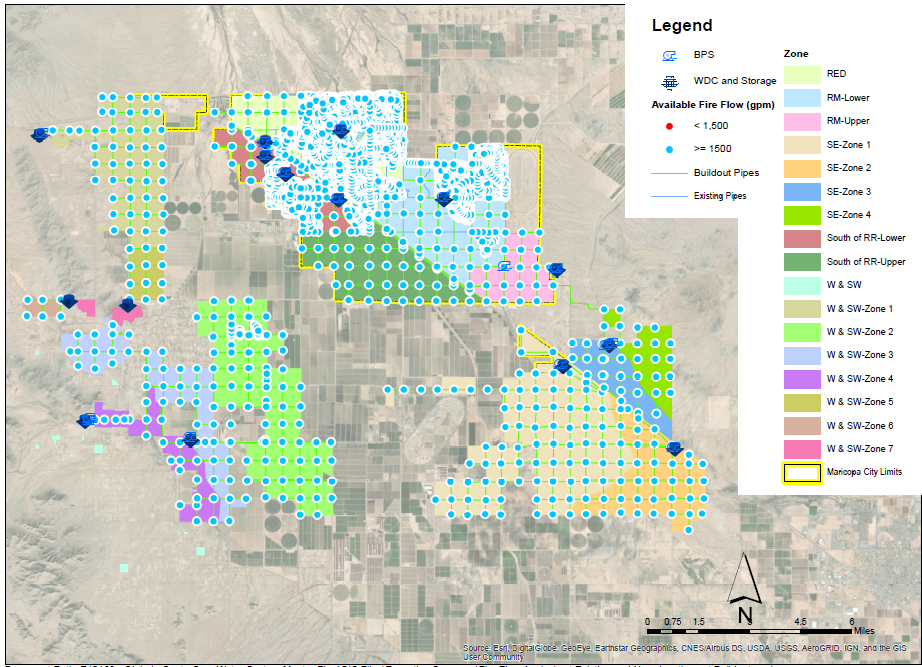 Legend
BPS
WDC and Storage
Available Fire Flow (gpm)
< 1,500
>= 1500
Buildout Pipes
Existing Pipes
Zone
RED
RM-Lower
RM-Upper
SE-Zone 1
SE-Zone 2
SE-Zone 3
SE-Zone 4
South of RR-Lower
South of RR-Upper
W & SW
W & SW-Zone 1
W & SW-Zone 2
W & SW-Zone 3
W & SW-Zone 4
W & SW-Zone 5
W & SW-Zone 6
W & SW-Zone 7
Maricopa City Limits
N
0 0.75 1.5 3 4.5 6
Miles
Source: Esri, DigitalGlobe, GeoEye, Earthstar Geographics, CNES/Airbus DS, USDA, USGS, AeroGRID, IGN, and the GIS
User Community